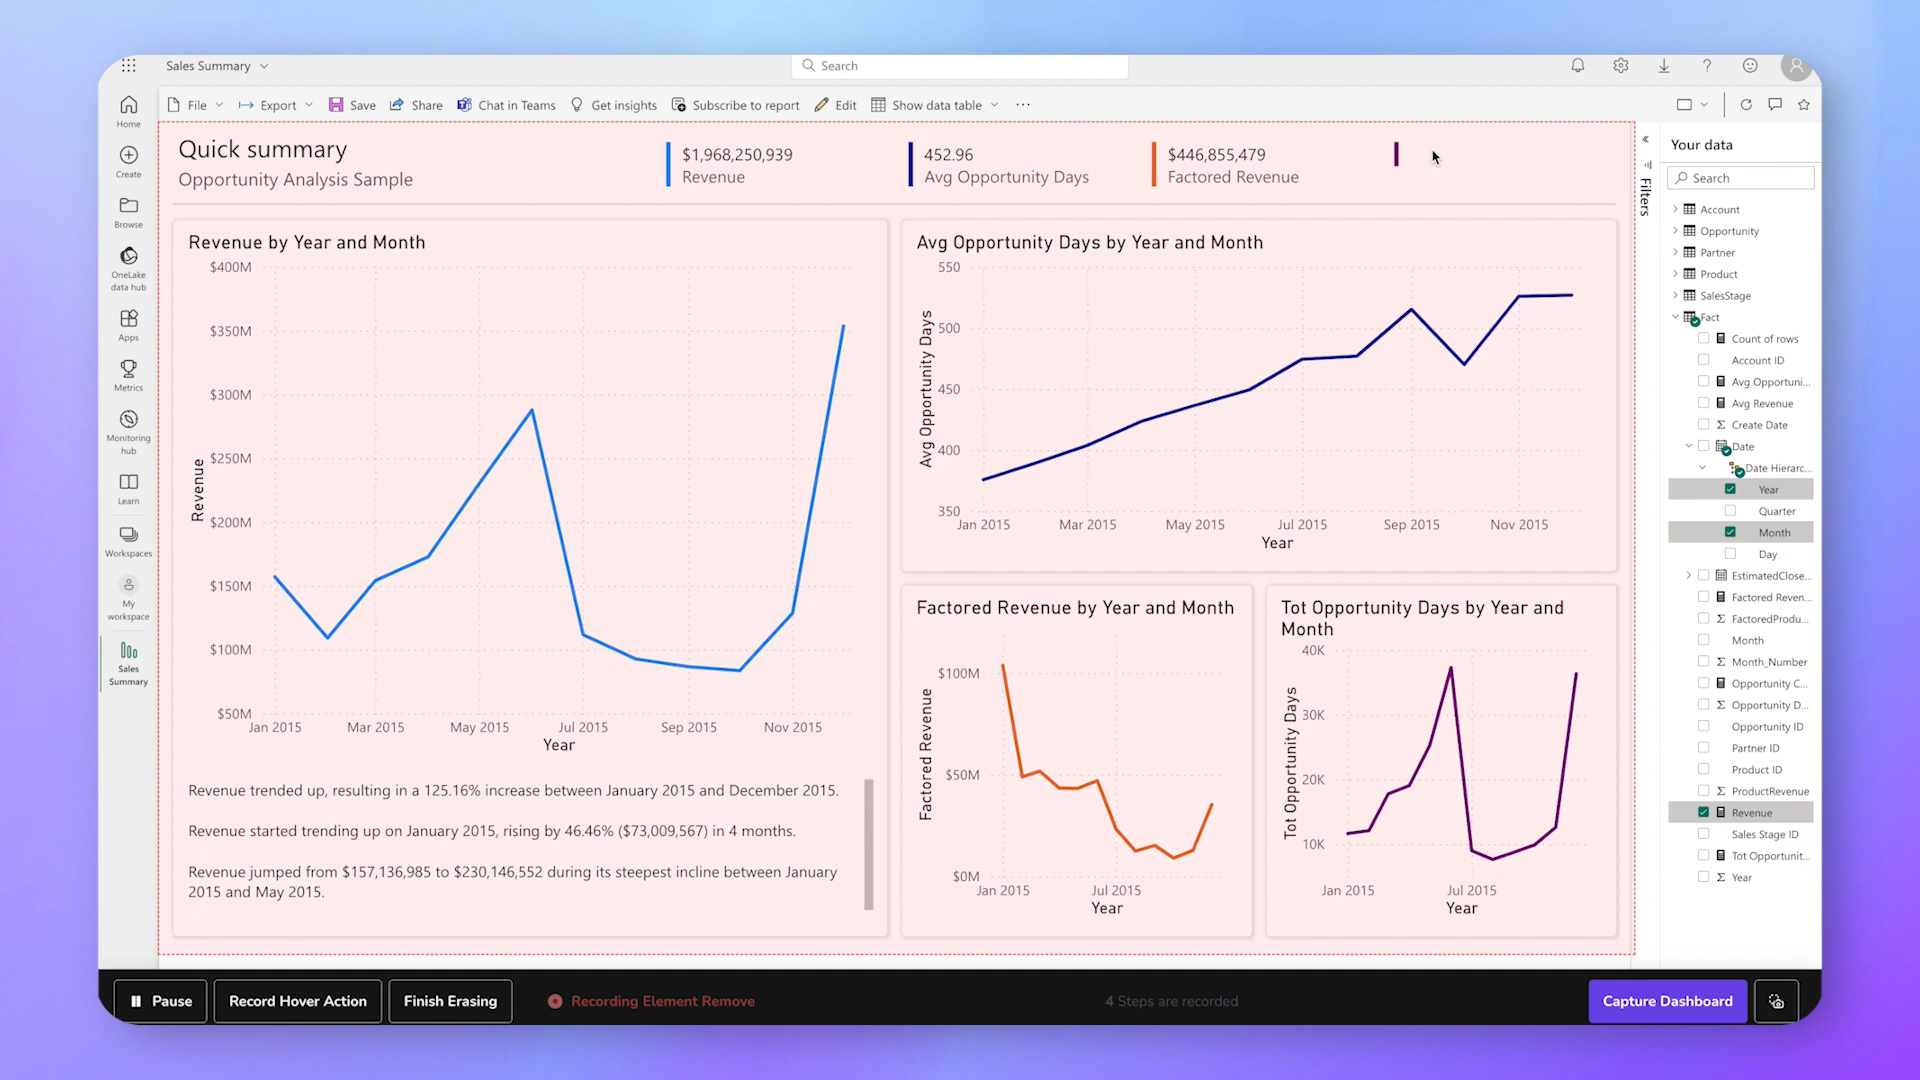 Sales Summary
Search
Home
Create
Browse
OneLake
data hub
Apps
Metrics
Monitoring
hub
Learn
Workspaces
My
workspace
Sales
Summary
File
Export
Save
Share
Chat in Teams
Get insights
Subscribe to report
Edit
Show data table
Quick summary
Opportunity Analysis Sample
$1,968,250,939
Revenue
452.96
Avg Opportunity Days
$446,855,479
Factored Revenue
Revenue by Year and Month
Revenue
$400M
$350M
$300M
$250M
$200M
$150M
$100M
$50M
Jan 2015 Mar 2015 May 2015 Jul 2015 Sep 2015 Nov 2015
Year
Revenue trended up, resulting in a 125.16% increase between January 2015 and December 2015.
Revenue started trending up on January 2015, rising by 46.46% ($73,009,567) in 4 months.
Revenue jumped from $157,136,985 to $230,146,552 during its steepest incline between January
2015 and May 2015.
Avg Opportunity Days by Year and Month
Avg Opportunity Days
550
500
450
400
350
Jan 2015 Mar 2015 May 2015 Jul 2015 Sep 2015 Nov 2015
Year
Factored Revenue by Year and Month
Factored Revenue
$100M
$50M
$0M
Jan 2015 Jul 2015
Year
Tot Opportunity Days by Year and
Month
Tot Opportunity Days
40K
30K
20K
10K
Jan 2015 Jul 2015
Year
Filters
Your data
Search
Account
Opportunity
Partner
Product
SalesStage
Fact
Count of rows
Account ID
Avg Opportuni...
Avg Revenue
Create Date
Date
Date Hierarc...
Year
Quarter
Month
Day
EstimatedClose...
Factored Reven...
FactoredProdu...
Month
Month_Number
Opportunity C...
Opportunity D...
Opportunity ID
Partner ID
Product ID
ProductRevenue
Revenue
Sales Stage ID
Tot Opportunit...
Year
Pause
Record Hover Action
Finish Erasing
Recording Element Remove
4 Steps are recorded
Capture Dashboard